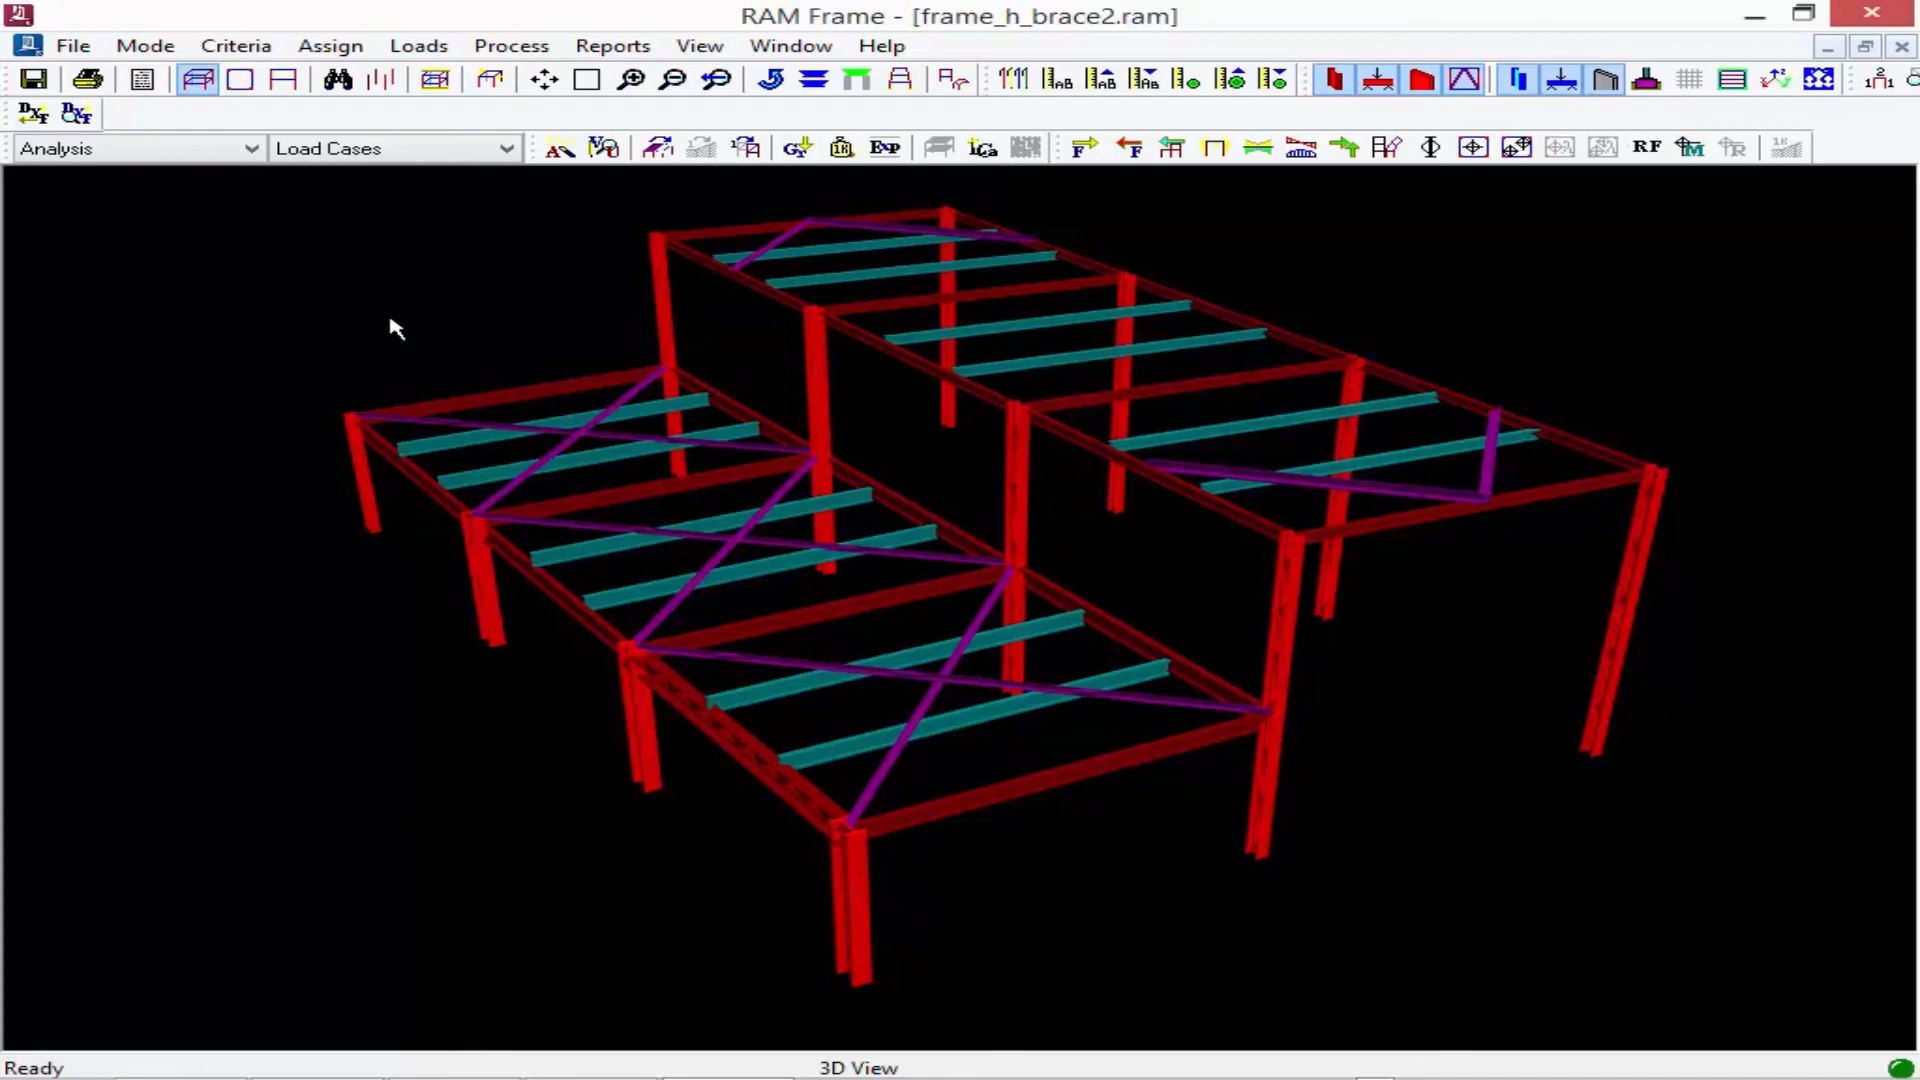 RAM Frame - [frame_h_brace2.ram]
File Mode Criteria Assign Loads Process Reports View Window Help
Analysis Load Cases
EXP
RF
Ready 3D View